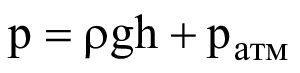 p = ρgh + pатм